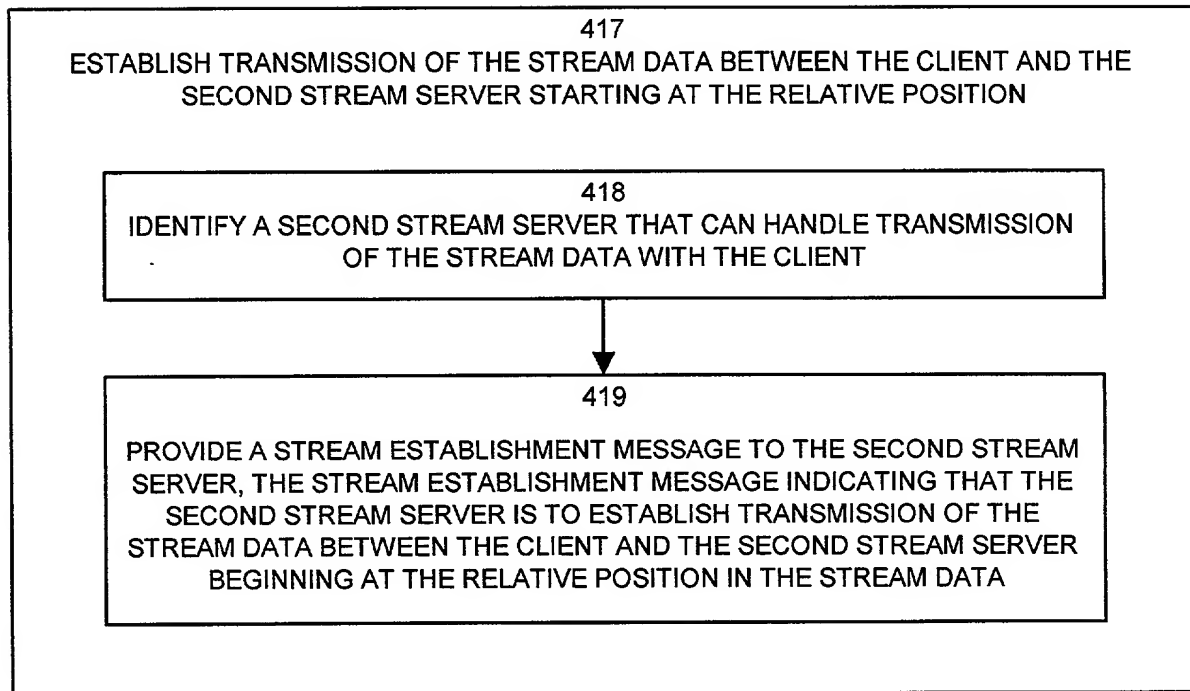 417
ESTABLISH TRANSMISSION OF THE STREAM DATA BETWEEN THE CLIENT AND THE
SECOND STREAM SERVER STARTING AT THE RELATIVE POSITION
418
IDENTIFY A SECOND STREAM SERVER THAT CAN HANDLE TRANSMISSION
OF THE STREAM DATA WITH THE CLIENT
419
PROVIDE A STREAM ESTABLISHMENT MESSAGE TO THE SECOND STREAM
SERVER, THE STREAM ESTABLISHMENT MESSAGE INDICATING THAT THE
SECOND STREAM SERVER IS TO ESTABLISH TRANSMISSION OF THE
STREAM DATA BETWEEN THE CLIENT AND THE SECOND STREAM SERVER
BEGINNING AT THE RELATIVE POSITION IN THE STREAM DATA